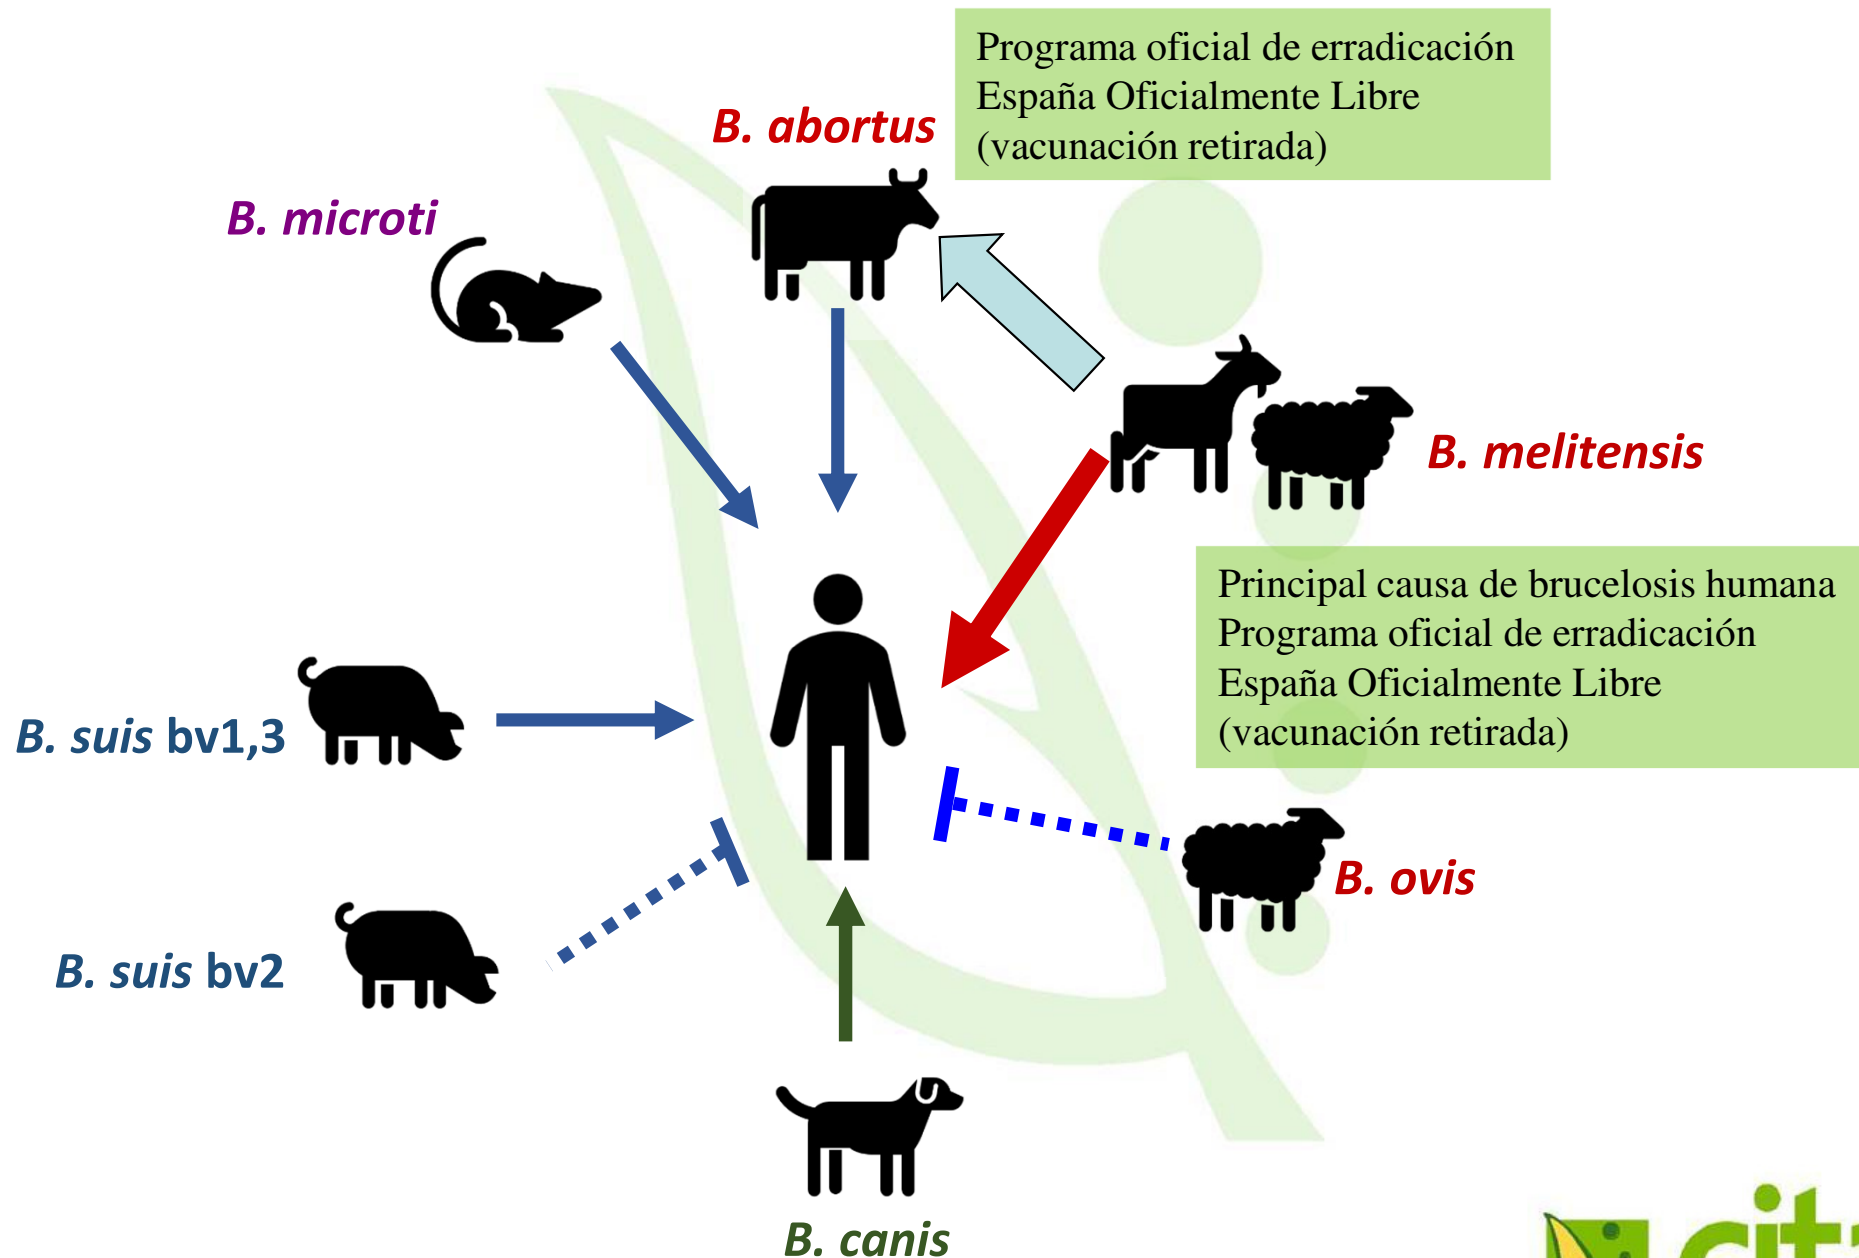 Programa oficial de erradicación
España Oficialmente Libre
(vacunación retirada)
B. abortus
B. microti
B. melitensis
Principal causa de brucelosis humana
Programa oficial de erradicación
España Oficialmente Libre
(vacunación retirada)
B. suis bv1,3
B. ovis
B. suis bv2
B. canis